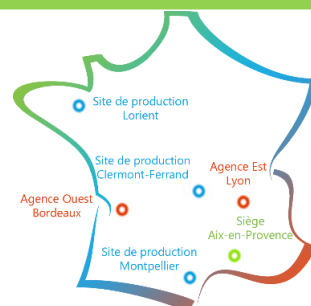 Site de production
Lorient
Site de production
Clermont-Ferrand
Agence Est
Lyon
Agence Ouest
Bordeaux
Siège
Aix-en-Provence
Site de production
Montpellier